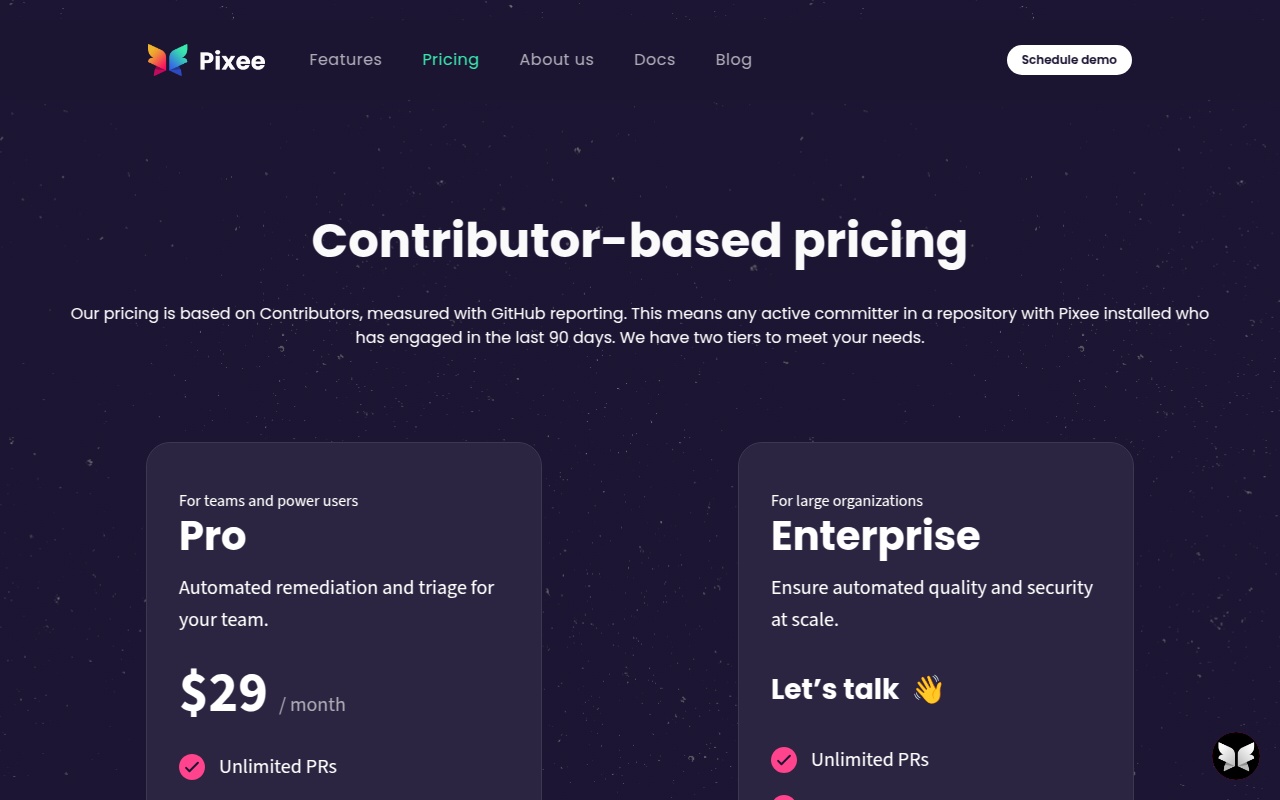 Pixee
Features
Pricing
About us
Docs
Blog
Schedule demo
Contributor-based pricing
Our pricing is based on Contributors, measured with GitHub reporting. This means any active committer in a repository with Pixee installed who
has engaged in the last 90 days. We have two tiers to meet your needs.
For teams and power users
Pro
Automated remediation and triage for
your team.
$29 / month
Unlimited PRs
For large organizations
Enterprise
Ensure automated quality and security
at scale.
Let’s talk 👋
Unlimited PRs